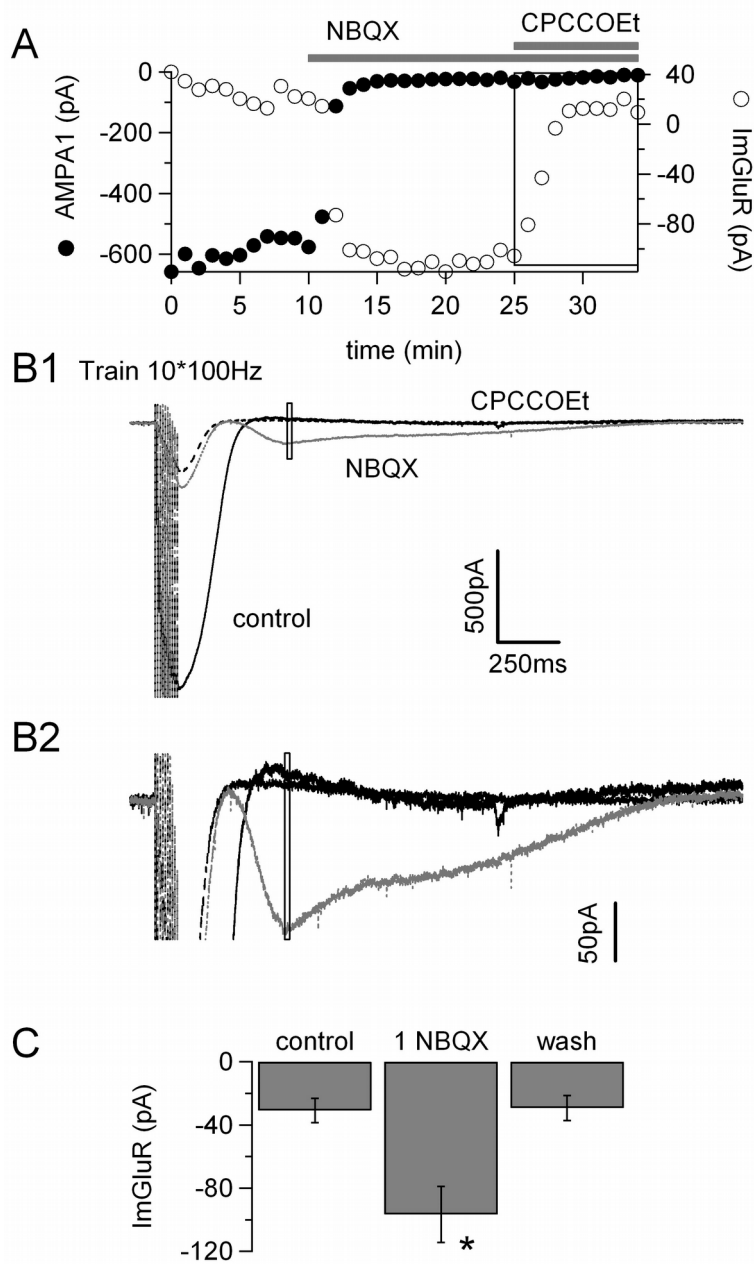 A
NBQX
CPCCOEt
AMPA1 (pA)
0
-200
-400
-600
40
0
-40
-80
ImGluR (pA)
0 5 10 15 20 25 30
time (min)
B1
Train 10*100Hz
CPCCOEt
NBQX
control
500pA
250ms
B2
50pA
C
control 1 NBQX wash
ImGluR (pA)
0
-40
-80
-120
*